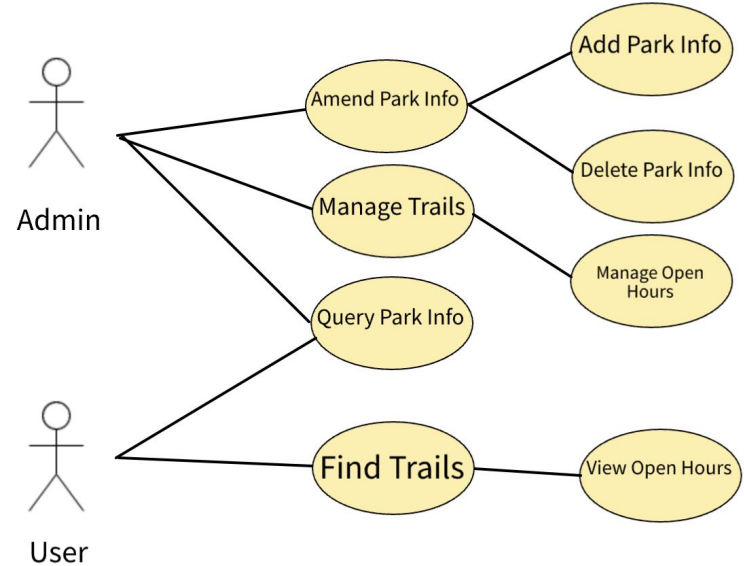 Add Park Info
Amend Park Info
Delete Park Info
Admin
Manage Trails
Manage Open
Hours
Query Park Info
Find Trails
View Open Hours
User